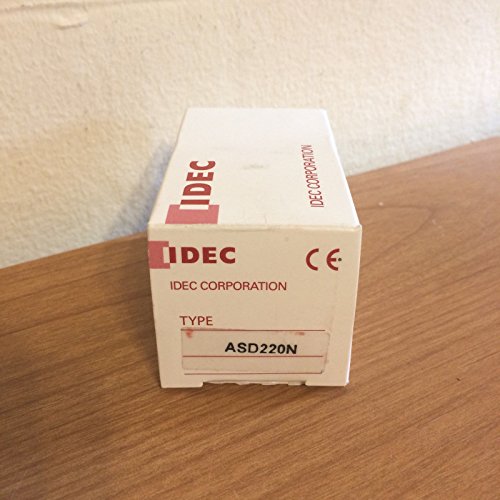 IDEC
IDEC CORPORATION
IDEC
CE
IDEC CORPORATION
TYPE
ASD220N